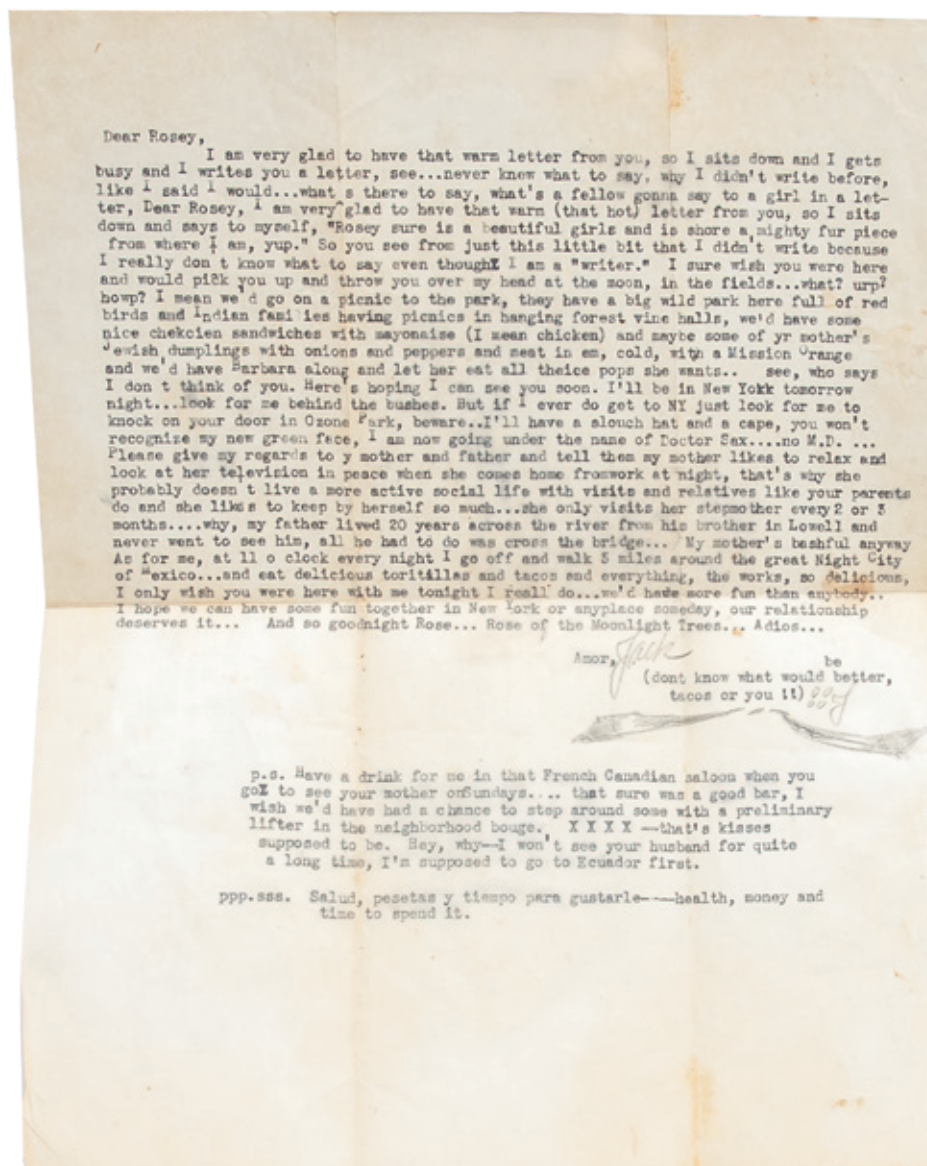 Dear Rosey,
I am very glad to have that warm letter from you, so I sits down and I gets
busy and I writes you a letter, see...never know what to say, why I didn't write before,
like I said I would...what s there to say, what's a fellow gonna say to a girl in a let-
ter, Dear Rosey, I am very glad to have that warm (that hot) letter from you, so I sits
down and says to myself, "Rosey sure is a beautiful girls and is shore a mighty fur piece
from where I am, yup." So you see from just this little bit that I didn't write because
I really don t know what to say even though I am a "writer." I sure wish you were here
and would pick you up and throw you over my head at the moon, in the fields...what? urp?
howp? I mean we'd go on a picnic to the park, they have a big wild park here full of red
birds and Indian families having picnics in hanging forest vine halls, we'd have some
nice chekcien sandwiches with mayonaise (I mean chicken) and maybe some of yr mother's
Jewish dumplings with onions and peppers and meat in em, cold, with a Mission Orange
and we'd have Barbara along and let her eat all theice pops she wants.. see, who says
I don t think of you. Here's hoping I can see you soon. I'll be in New York tomorrow
night...look for me behind the bushes. But if I ever do get to NY just look for me to
knock on your door in Ozone Park, beware..I'll have a slouch hat and a cape, you won't
recognize my new green face, I am now going under the name of Doctor Sax....no M.D. ...
Please give my regards to y mother and father and tell them my mother likes to relax and
look at her television in peace when she comes home fromwork at night, that's why she
probably doesn t live a more active social life with visits and relatives like your parents
do and she likes to keep by herself so much...she only visits her stepmother every 2 or 3
months....why, my father lived 20 years across the river from his brother in Lowell and
never went to see him, all he had to do was cross the bridge... My mother's bashful anyway
As for me, at ll o clock every night I go off and walk 5 miles around the great Night City
of Mexico...and eat delicious toritillas and tacos and everything, the works, so delicious,
I only wish you were here with me tonight I reall do...we'd have more fun than anybody..
I hope we can have some fun together in New York or anyplace someday, our relationship
deserves it... And so goodnight Rose... Rose of the Moonlight Trees... Adios...
Amor, Jack
be
(dont know what would better,
tacos or you !!)
p.s. Have a drink for me in that French Canadian saloon when you
go to see your mother onSundays.... that sure was a good bar, I
wish we'd have had a chance to step around some with a preliminary
lifter in the neighborhood bouge. X X X X —that's kisses
supposed to be. Hey, why—I won't see your husband for quite
a long time, I'm supposed to go to Ecuador first.
ppp.sss. Salud, pesetas y tiempo para gustarle----health, money and
time to spend it.